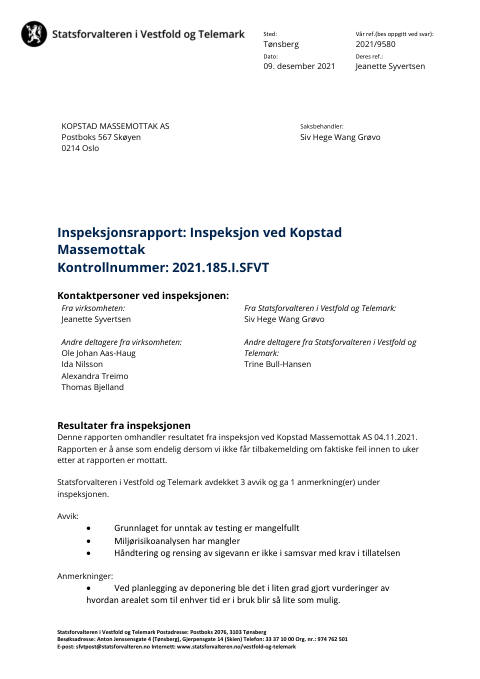 Statsforvalteren i Vestfold og Telemark
Sted:
Tønsberg
Dato:
09. desember 2021
Vår ref.(bes oppgitt ved svar):
2021/9580
Deres ref.:
Jeanette Syvertsen
KOPSTAD MASSEMOTTAK AS
Postboks 567 Skøyen
0214 Oslo
Saksbehandler:
Siv Hege Wang Grøvo
Inspeksjonsrapport: Inspeksjon ved Kopstad
Massemottak
Kontrollnummer: 2021.185.I.SFVT
Kontaktpersoner ved inspeksjonen:
Fra virksomheten:
Jeanette Syvertsen
Fra Statsforvalteren i Vestfold og Telemark:
Siv Hege Wang Grøvo
Andre deltagere fra virksomheten:
Ole Johan Aas-Haug
Ida Nilsson
Alexandra Treimo
Thomas Bjelland
Andre deltagere fra Statsforvalteren i Vestfold og
Telemark:
Trine Bull-Hansen
Resultater fra inspeksjonen
Denne rapporten omhandler resultatet fra inspeksjon ved Kopstad Massemottak AS 04.11.2021.
Rapporten er å anse som endelig dersom vi ikke får tilbakemelding om faktiske feil innen to uker
etter at rapporten er mottatt.
Statsforvalteren i Vestfold og Telemark avdekket 3 avvik og ga 1 anmerkning(er) under
inspeksjonen.
Avvik:
• Grunnlaget for unntak av testing er mangelfullt
• Miljørisikoanalysen har mangler
• Håndtering og rensing av sigevann er ikke i samsvar med krav i tillatelsen
Anmerkninger:
• Ved planlegging av deponering ble det i liten grad gjort vurderinger av
hvordan arealet som til enhver tid er i bruk blir så lite som mulig.
Statsforvalteren i Vestfold og Telemark Postadresse: Postboks 2076, 3103 Tønsberg
Besøksadresse: Anton Jenssensgate 4 (Tønsberg), Gjerpensgate 14 (Skien) Telefon: 33 37 10 00 Org. nr.: 974 762 501
E-post: sfvtpost@statsforvalteren.no Internett: www.statsforvalteren.no/vestfold-og-telemark